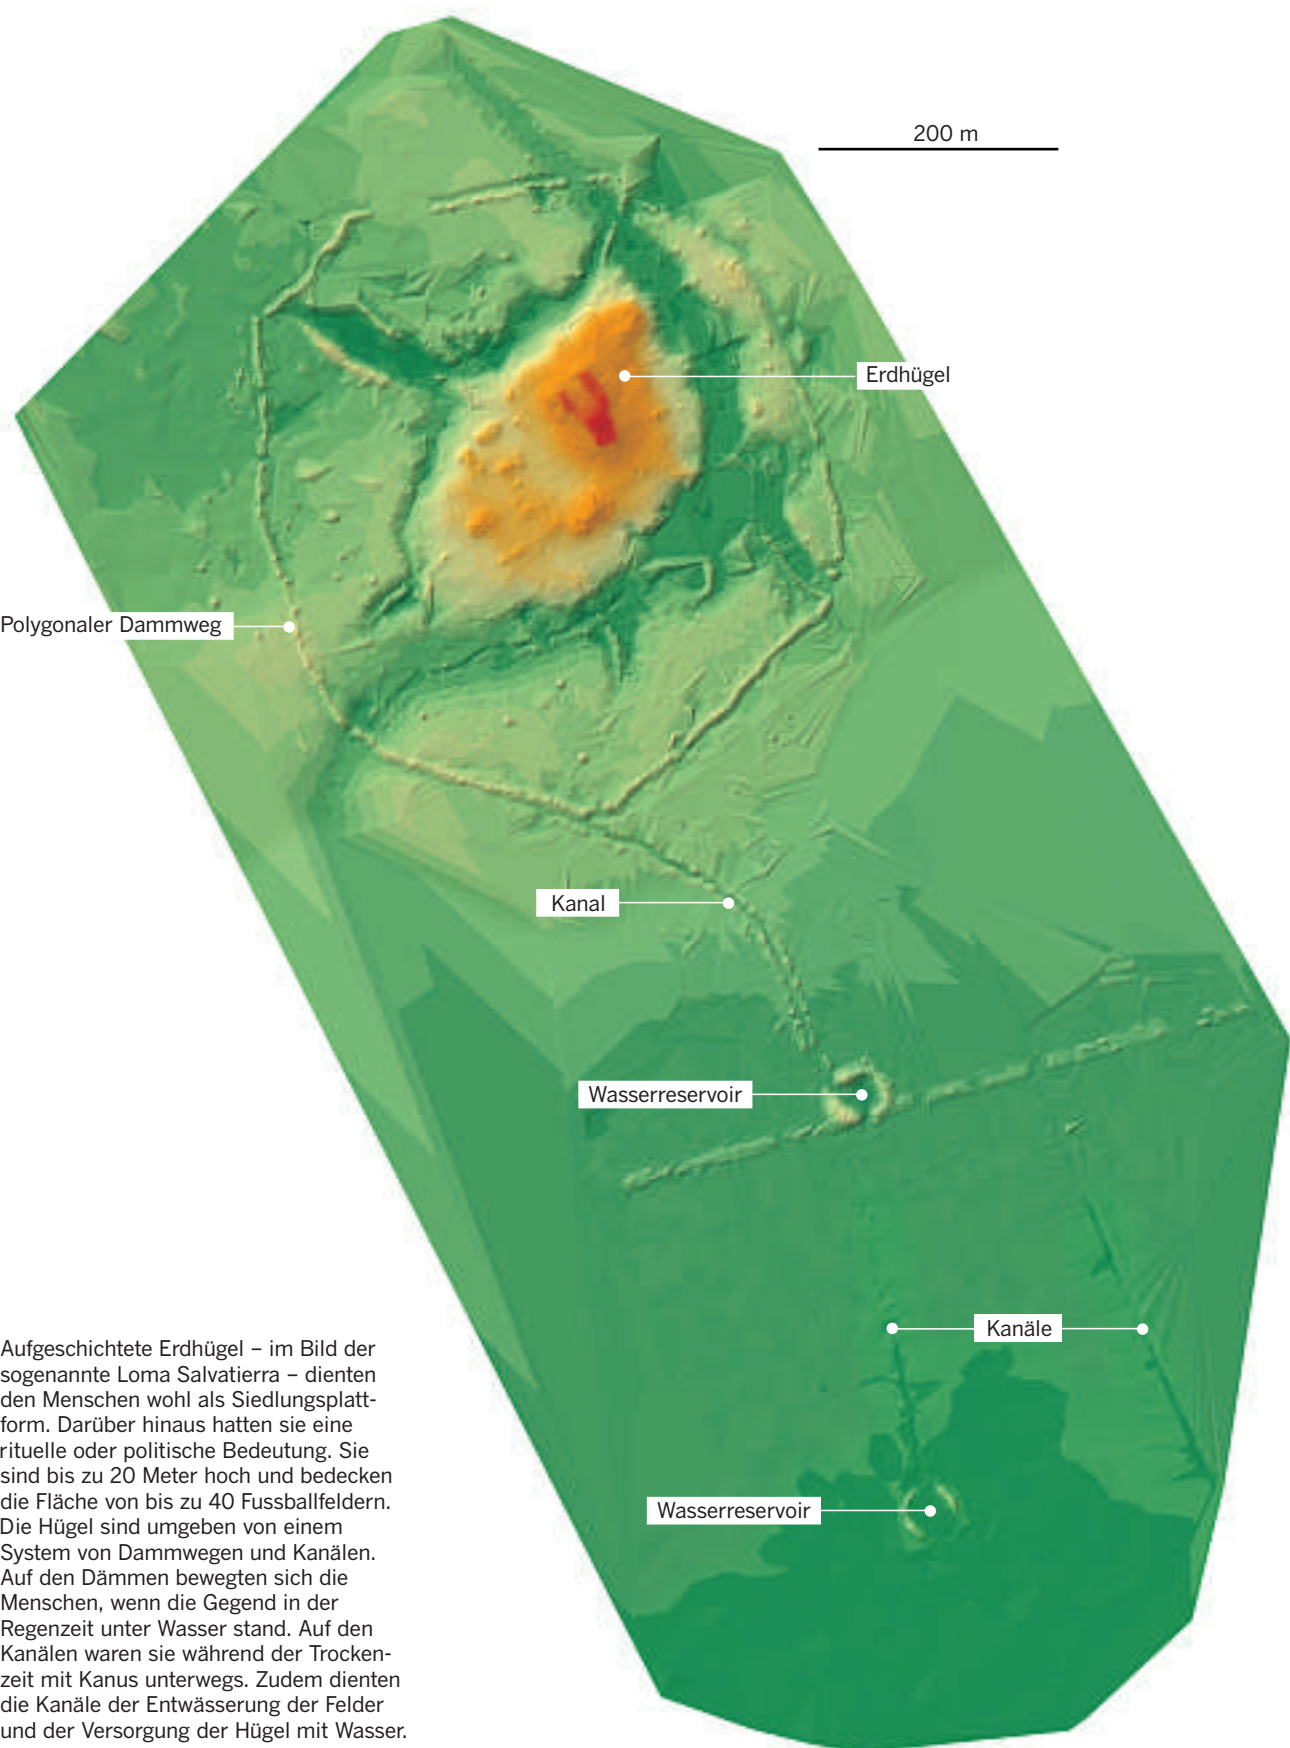 200 m
Erdhügel
Polygonaler Dammweg
Kanal
Wasserreservoir
Kanäle
Wasserreservoir
Aufgeschichtete Erdhügel – im Bild der
sogenannte Loma Salvatierra – dienten
den Menschen wohl als Siedlungsplatt-
form. Darüber hinaus hatten sie eine
rituelle oder politische Bedeutung. Sie
sind bis zu 20 Meter hoch und bedecken
die Fläche von bis zu 40 Fussballfeldern.
Die Hügel sind umgeben von einem
System von Dammwegen und Kanälen.
Auf den Dämmen bewegten sich die
Menschen, wenn die Gegend in der
Regenzeit unter Wasser stand. Auf den
Kanälen waren sie während der Trocken-
zeit mit Kanus unterwegs. Zudem dienten
die Kanäle der Entwässerung der Felder
und der Versorgung der Hügel mit Wasser.